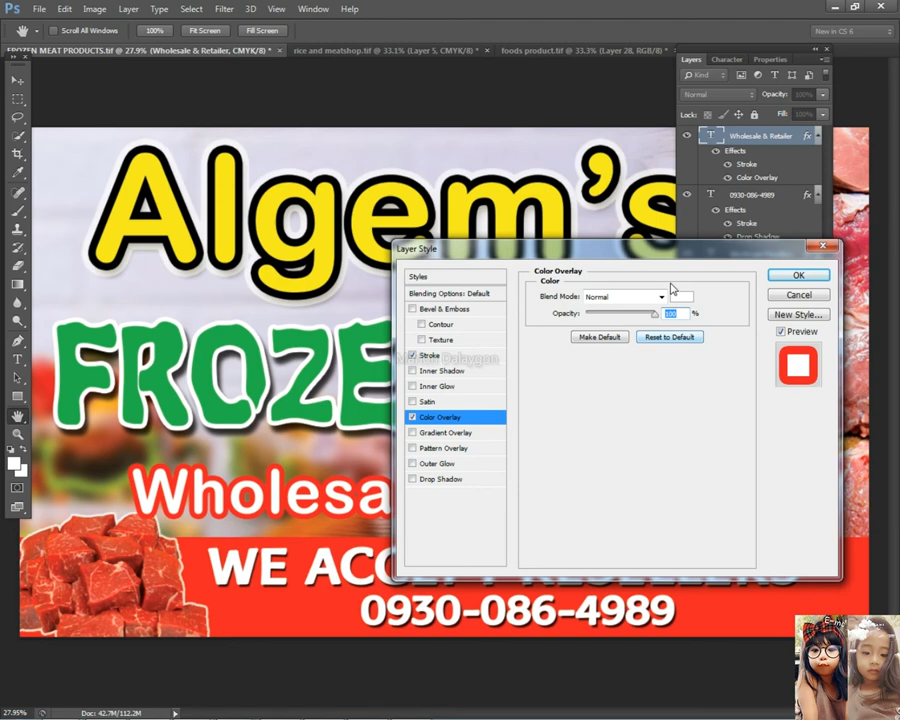 Ps File Edit Image Layer Type Select Filter 3D View Window Help
Scroll All Windows 100% Fit Screen Fill Screen New in CS 6
FROZEN MEAT PRODUCTS.tif @ 27.9% (Wholesale & Retailer, CMYK/8) * × rice and meatshop.tif @ 33.1% (Layer 5, CMYK/8) * × foods product.tif @ 33.3% (Layer 28, RGB/8) *
Layers Character Properties
Kind
Normal Opacity: 100%
Lock: Fill: 100%
T Wholesale & Retailer fx
Effects
Stroke
Color Overlay
T 0930-086-4989 fx
Effects
Stroke
Drop Shadow
Algem's
Layer Style
Styles
Blending Options: Default
Bevel & Emboss
Contour
Texture
Stroke
Inner Shadow
Inner Glow
Satin
Color Overlay
Gradient Overlay
Pattern Overlay
Outer Glow
Drop Shadow
Color Overlay
Color
Blend Mode: Normal
Opacity: 100 %
Make Default Reset to Default
OK
Cancel
New Style...
Preview
FROZE
Wholesa
WE ACCEPT RESELLERS
0930-086-4989
27.95% Doc: 42.7M/112.2M